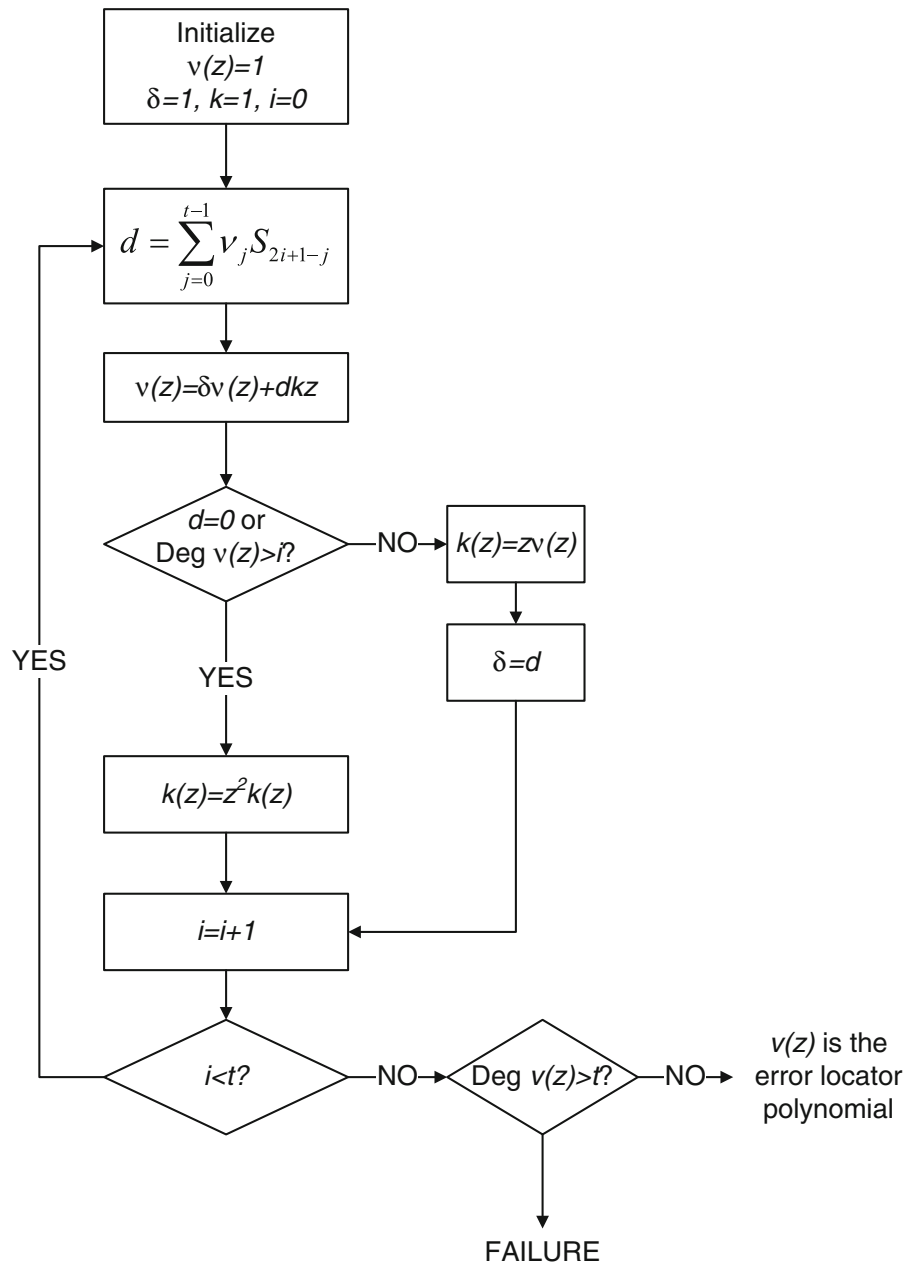 Initialize
ν(z)=1
δ=1, k=1, i=0
d = \sum_{j=0}^{t-1} ν_j S_{2i+1-j}
ν(z)=δν(z)+dkz
d=0 or
Deg ν(z)>i?
NO
k(z)=zν(z)
δ=d
YES
YES
k(z)=z²k(z)
i=i+1
i<t?
NO
Deg v(z)>t?
NO
v(z) is the
error locator
polynomial
FAILURE